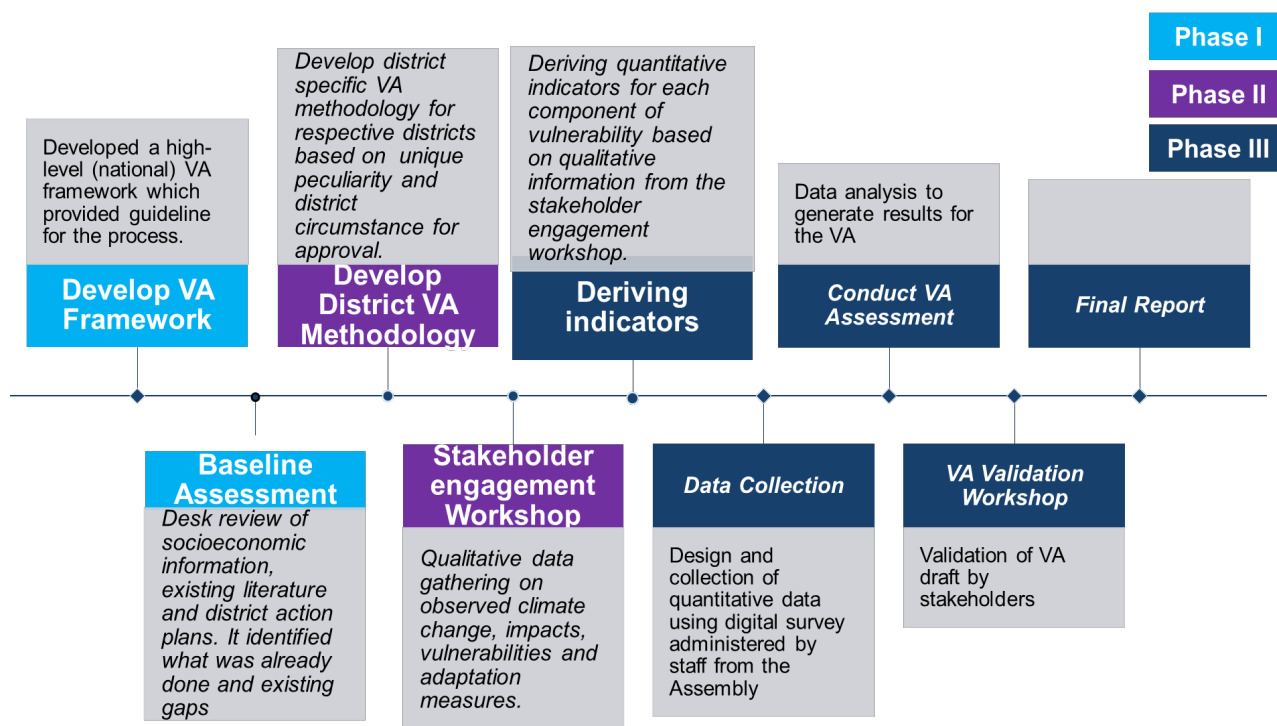 Phase I
Phase II
Phase III
Developed a high-
level (national) VA
framework which
provided guideline
for the process.
Develop VA
Framework
Desk review of
socioeconomic
information,
existing literature
and district action
plans. It identified
what was already
done and existing
gaps
Baseline
Assessment
Develop district
specific VA
methodology for
respective districts
based on unique
peculiarity and
district
circumstance for
approval.
Develop
District VA
Methodology
Stakeholder
engagement
Workshop
Qualitative data
gathering on
observed climate
change, impacts,
vulnerabilities and
adaptation
measures.
Deriving quantitative
indicators for each
component of
vulnerability based
on qualitative
information from the
stakeholder
engagement
workshop.
Deriving
indicators
Data Collection
Design and
collection of
quantitative data
using digital survey
administered by
staff from the
Assembly
Data analysis to
generate results for
the VA
Conduct VA
Assessment
VA Validation
Workshop
Validation of VA
draft by
stakeholders
Final Report